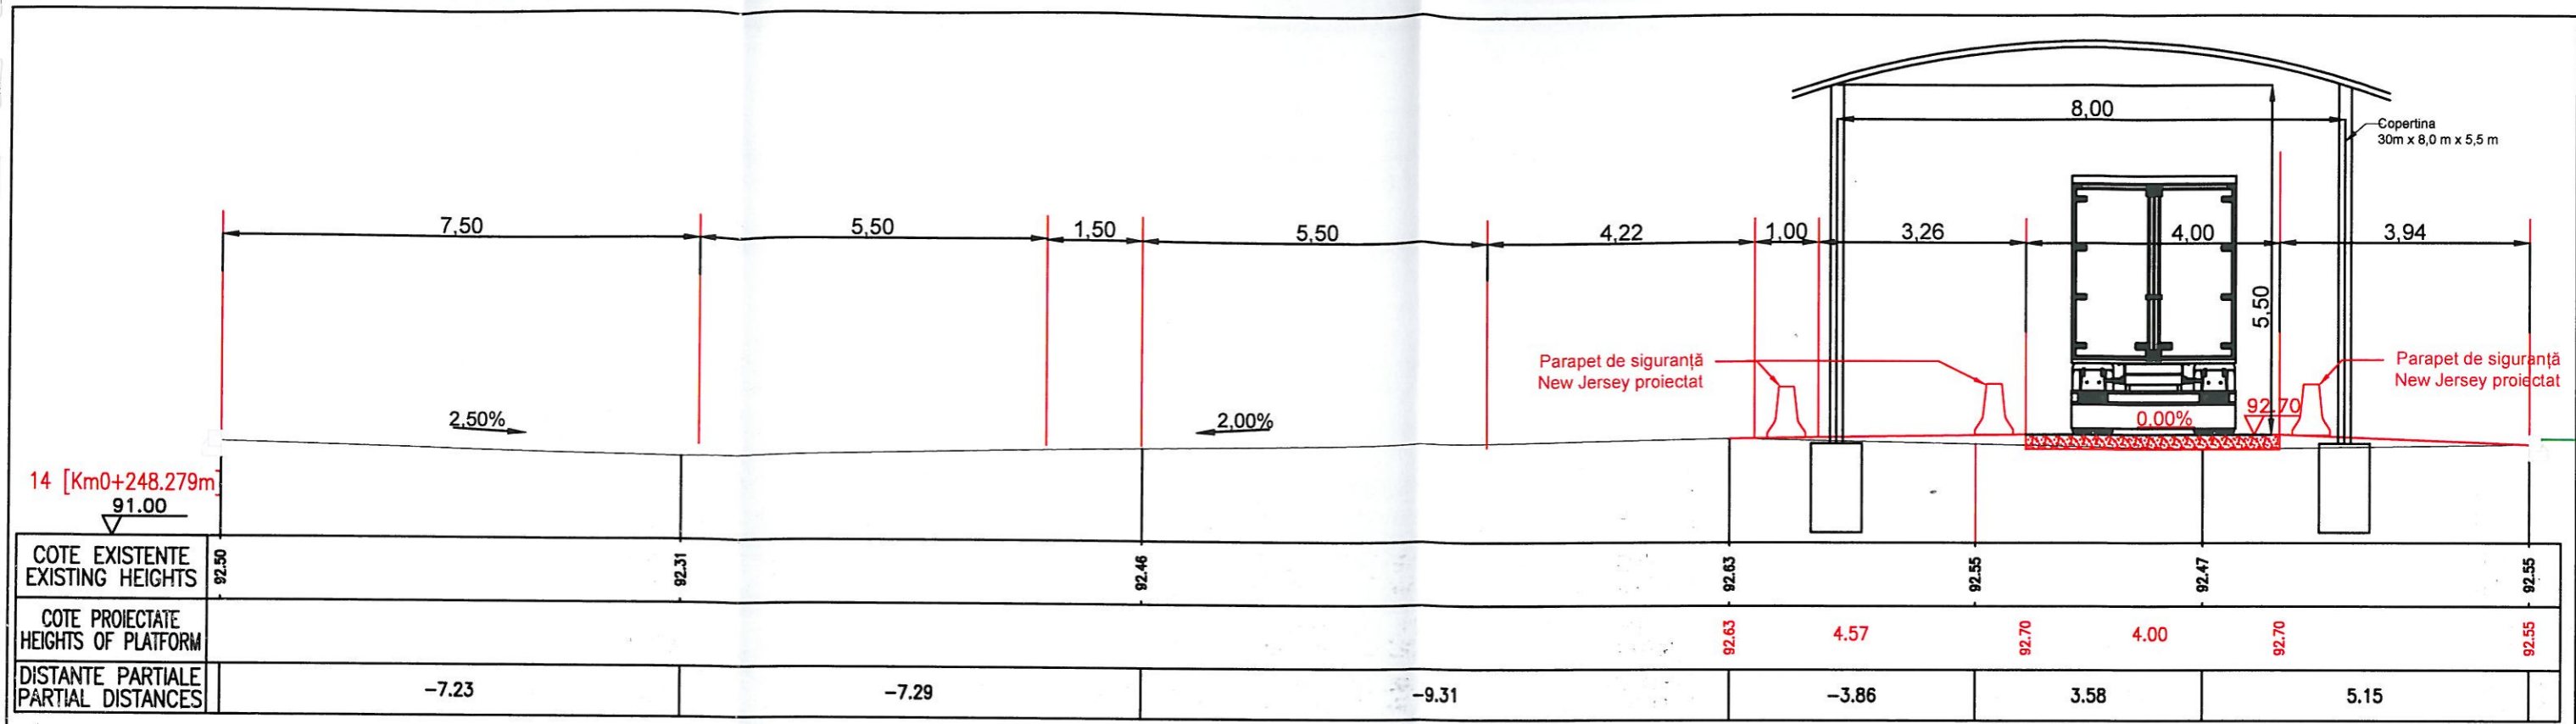 8,00
Copertina
30m x 8,0 m x 5,5 m
7,50
5,50
1,50
5,50
4,22
1,00
3,26
4,00
3,94
5,50
Parapet de siguranță
New Jersey proiectat
Parapet de siguranță
New Jersey proiectat
2,50%
2,00%
0,00%
92.70
14 [Km0+248.279m]
91.00
COTE EXISTENTE
EXISTING HEIGHTS
92.50
92.31
92.46
92.63
92.55
92.47
92.55
COTE PROIECTATE
HEIGHTS OF PLATFORM
92.63
4.57
92.70
4.00
92.70
92.55
DISTANTE PARTIALE
PARTIAL DISTANCES
-7.23
-7.29
-9.31
-3.86
3.58
5.15